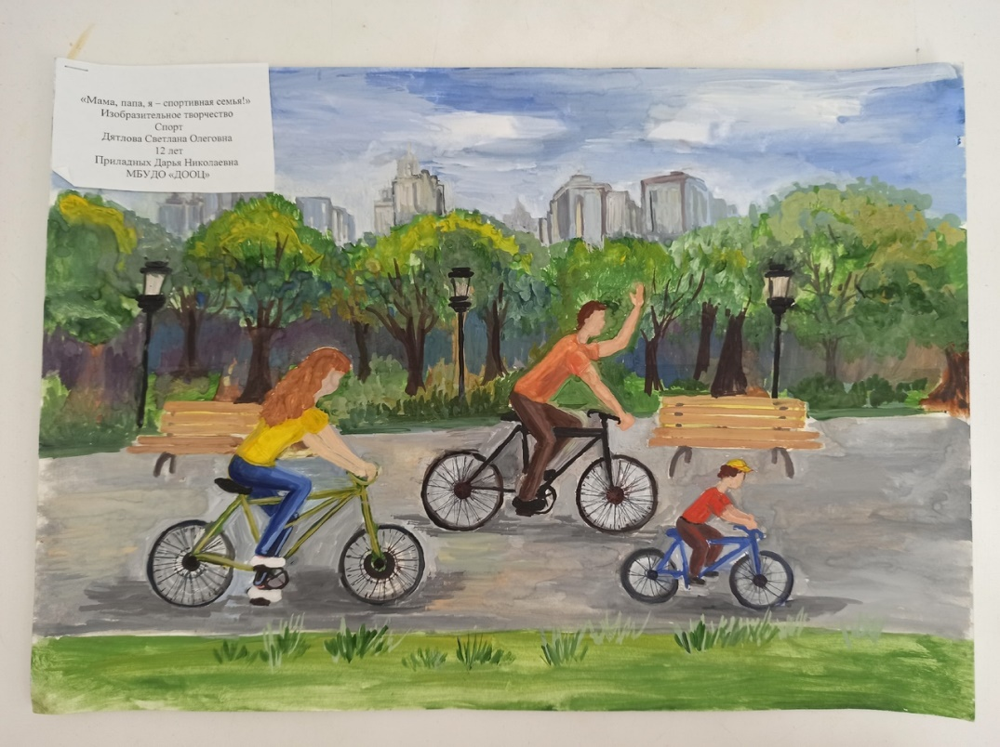 «Мама, папа, я – спортивная семья!»
Изобразительное творчество
Спорт
Дятлова Светлана Олеговна
12 лет
Приладных Дарья Николаевна
МБУДО «ДООЦ»